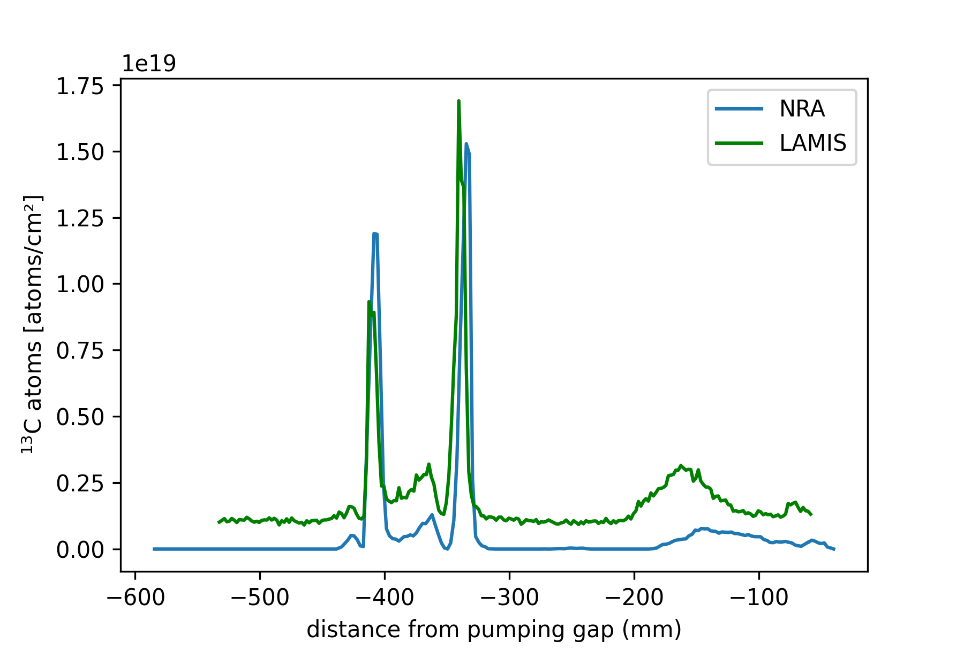 1e19
1.75
1.50
1.25
1.00
0.75
0.50
0.25
0.00
¹³C atoms [atoms/cm²]
NRA
LAMIS
−600
−500
−400
−300
−200
−100
distance from pumping gap (mm)